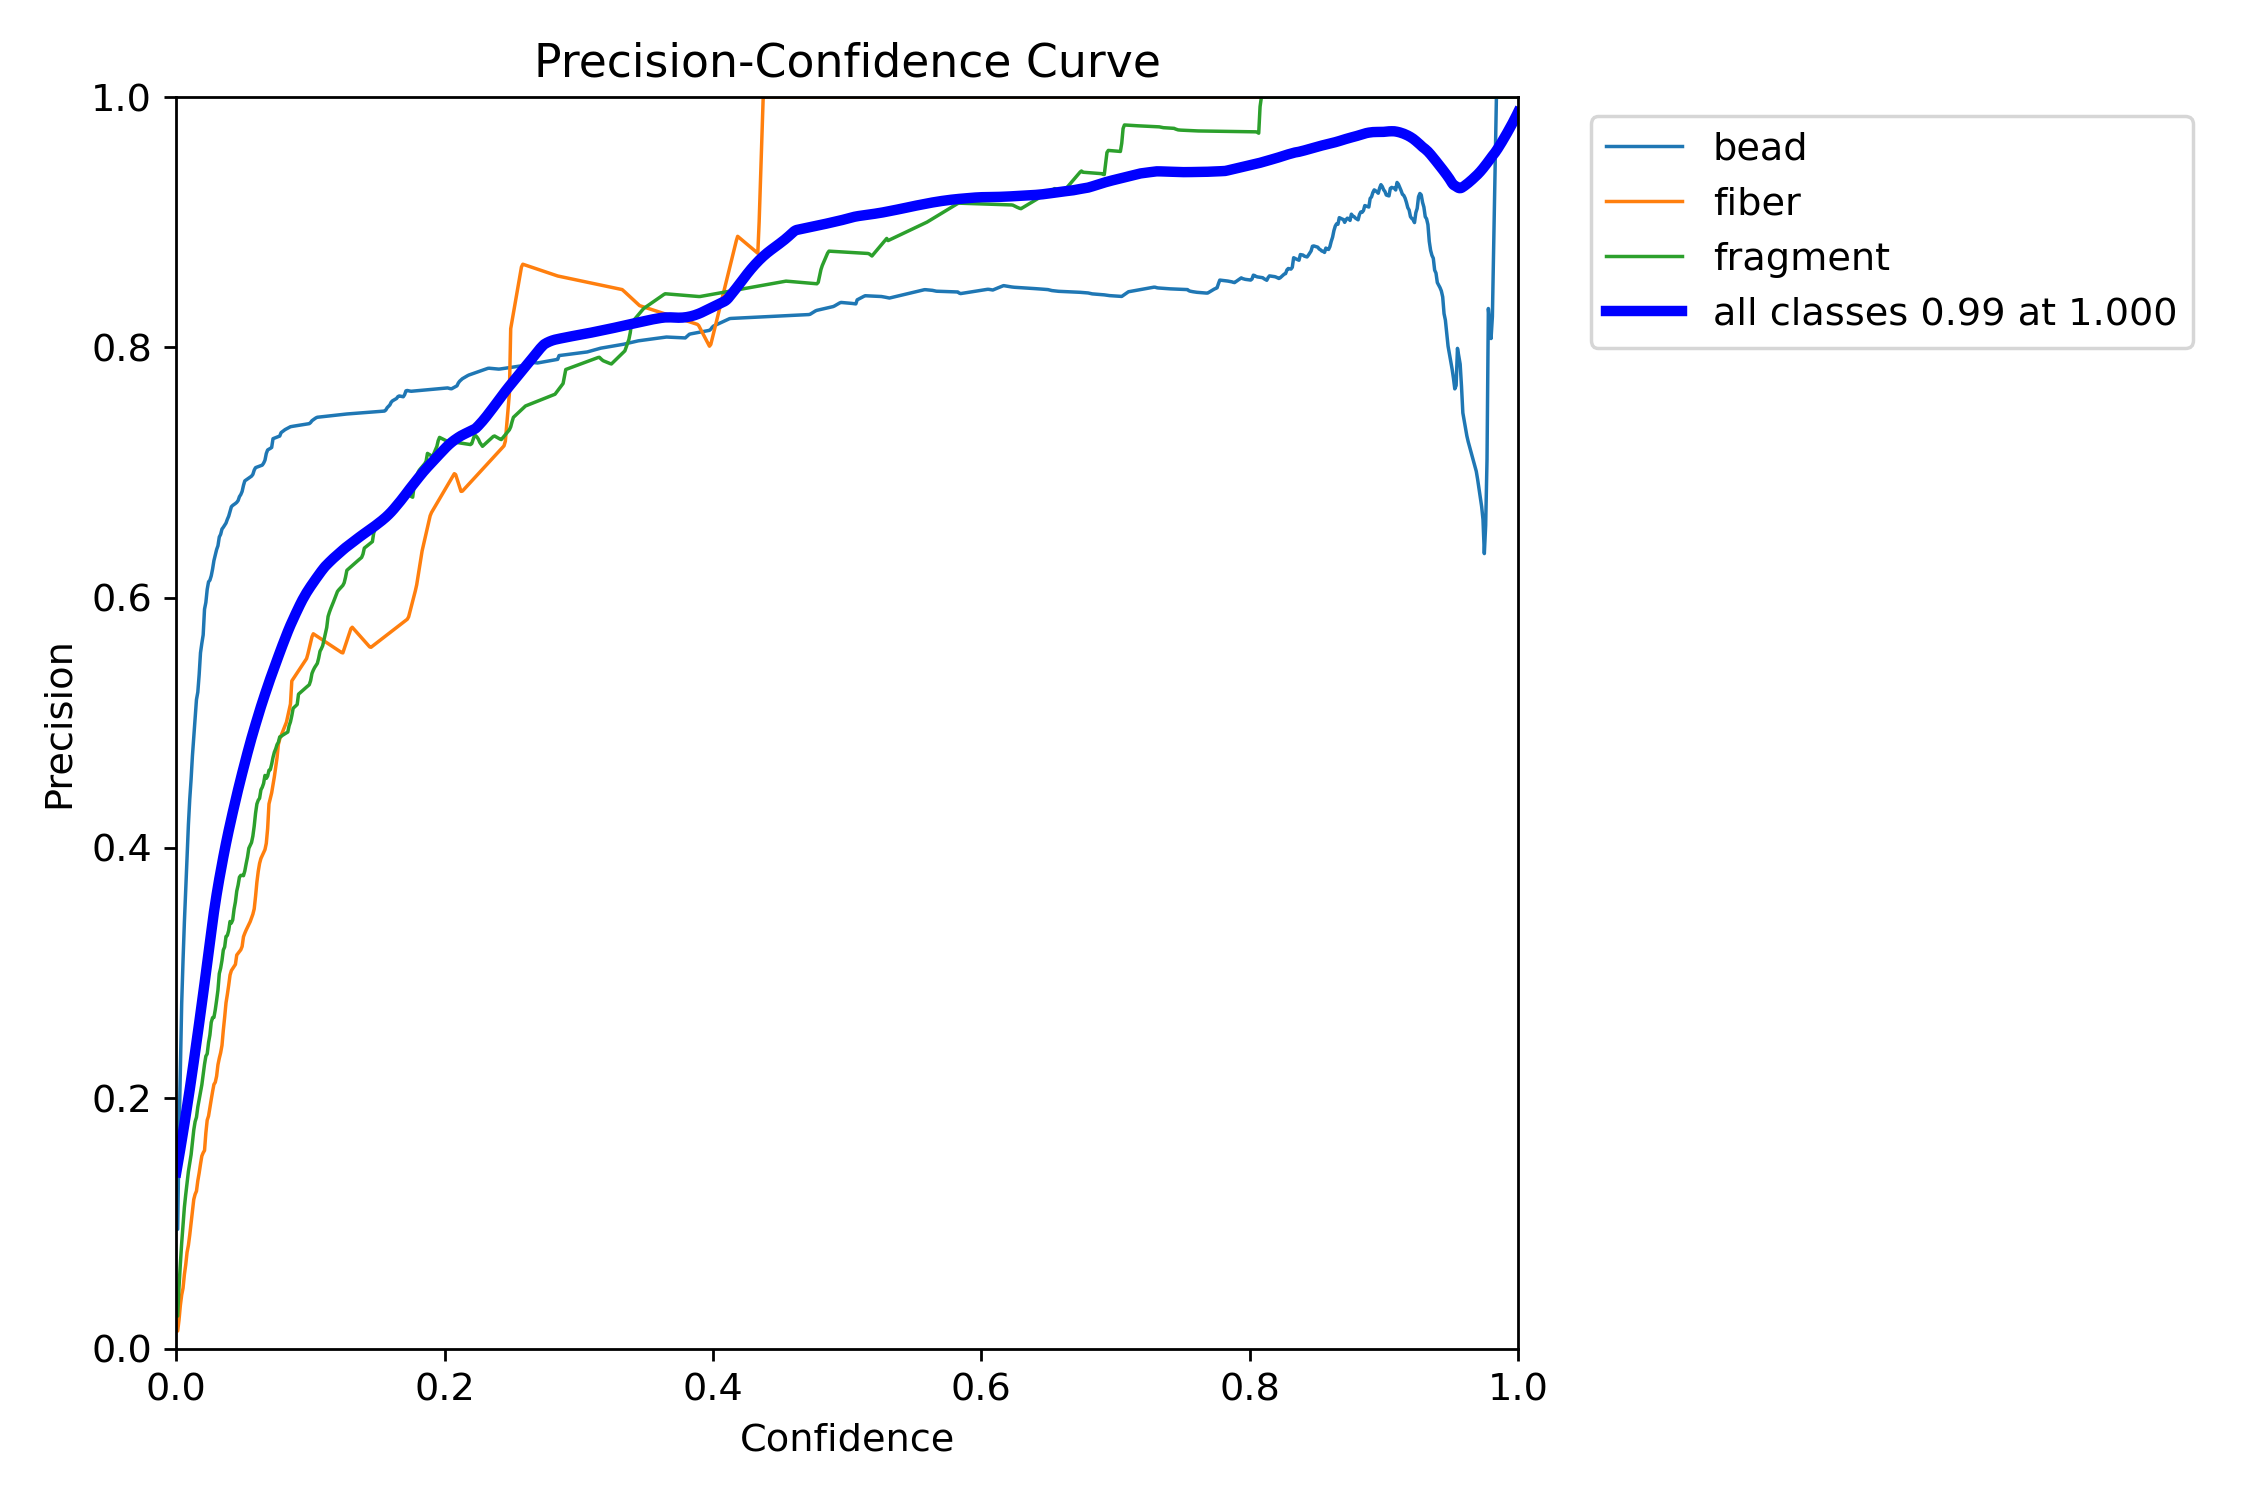 Precision-Confidence Curve
1.0
0.8
0.6
0.4
0.2
0.0
Precision
0.0 0.2 0.4 0.6 0.8 1.0
Confidence
bead
fiber
fragment
all classes 0.99 at 1.000